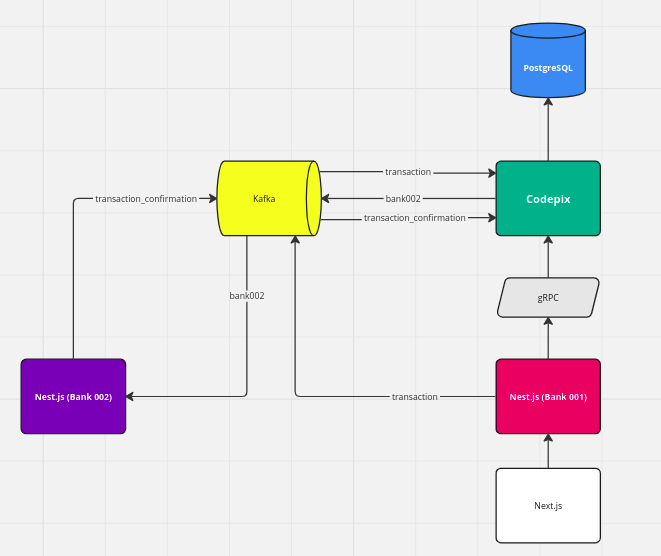 PostgreSQL
transaction
transaction_confirmation
Kafka
bank002
Codepix
transaction_confirmation
bank002
gRPC
Nest.js (Bank 002)
transaction
Nest.js (Bank 001)
Next.js